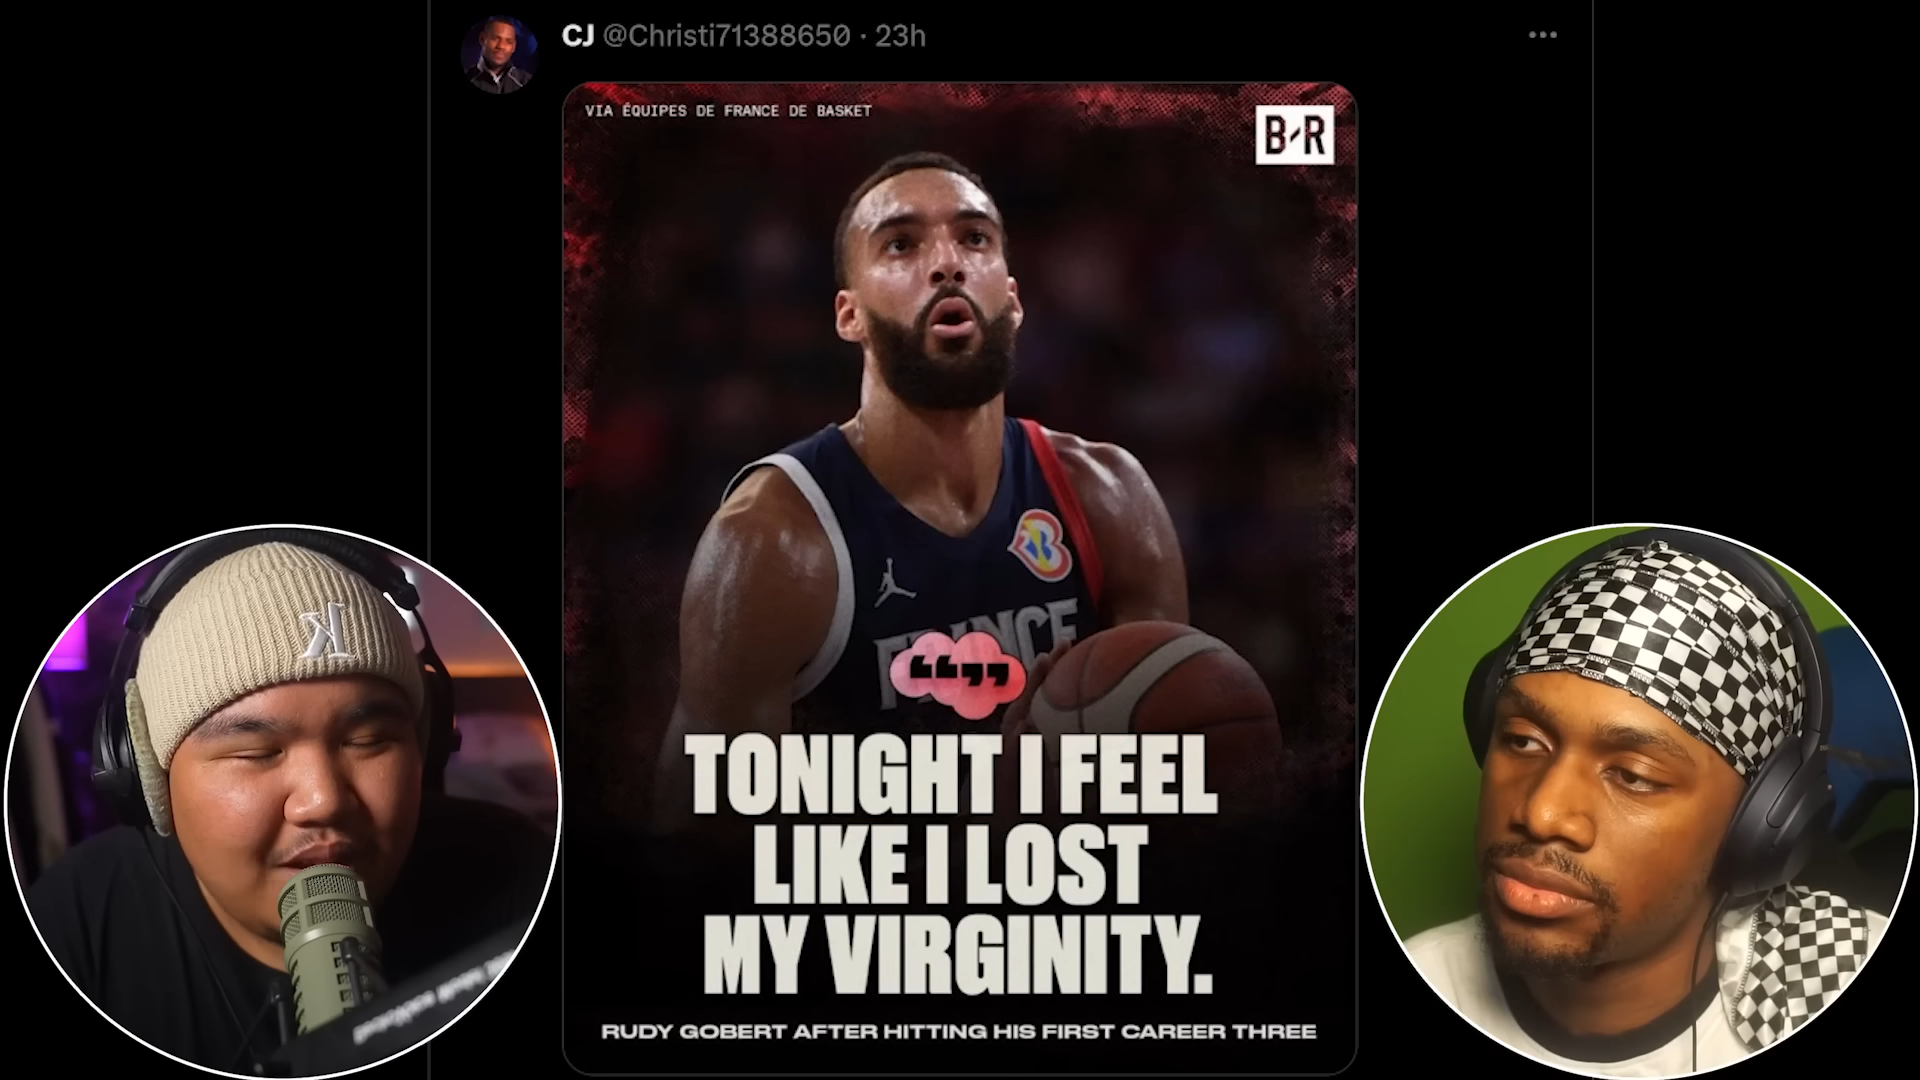 CJ @Christi71388650 · 23h
VIA ÉQUIPES DE FRANCE DE BASKET
B/R
FRANCE
TONIGHT I FEEL
LIKE I LOST
MY VIRGINITY.
RUDY GOBERT AFTER HITTING HIS FIRST CAREER THREE